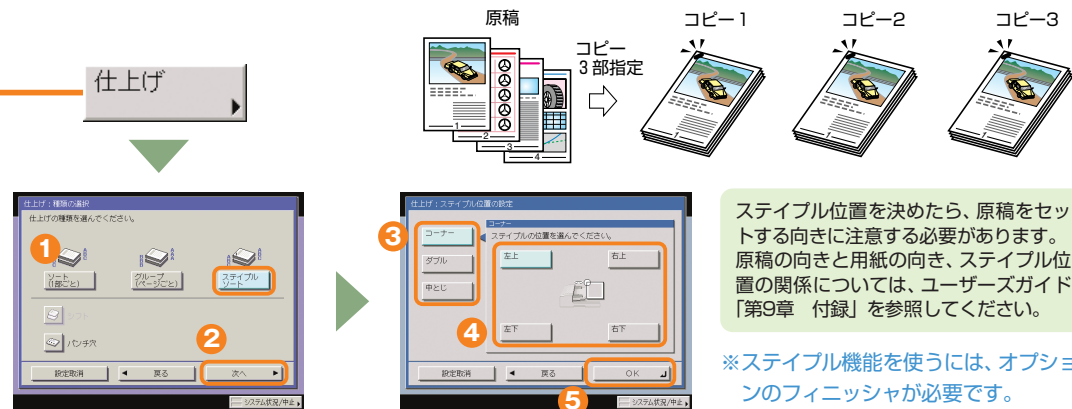 仕上げ
原稿
コピー
3部指定
コピー1
コピー2
コピー3
1
2
3
4
仕上げ:種類の選択
仕上げの種類を選んでください。
1
ソート
(1部ごと)
グループ
(ページごと)
ステイプル
ソート
シフト
パンチ穴
2
設定取消
戻る
次へ
システム状況/中止
仕上げ:ステイプル位置の設定
3
コーナー
ダブル
中とじ
コーナー
ステイプルの位置を選んでください。
左上
右上
4
左下
右下
設定取消
戻る
OK
5
システム状況/中止
ステイプル位置を決めたら、原稿をセッ
トする向きに注意する必要があります。
原稿の向きと用紙の向き、ステイプル位
置の関係については、ユーザーズガイド
「第9章 付録」を参照してください。
※ステイプル機能を使うには、オプショ
ンのフィニッシャが必要です。